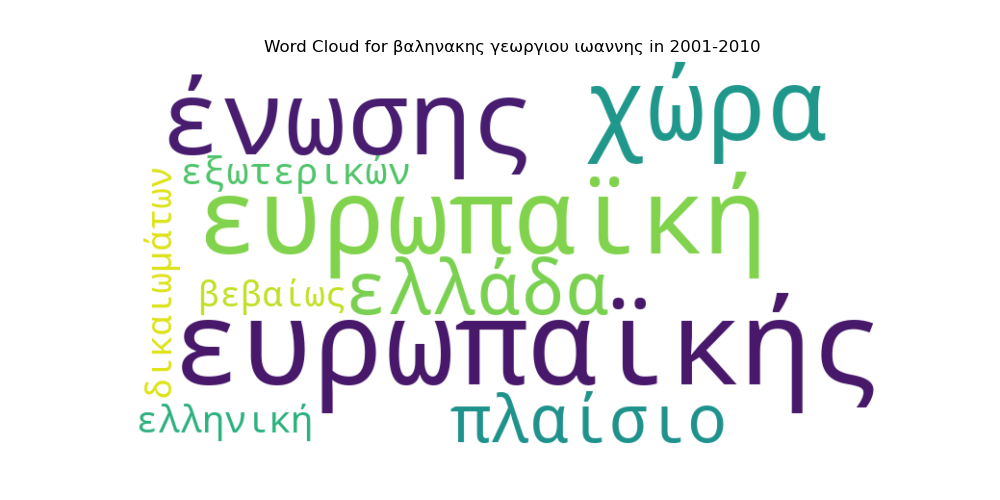 Word Cloud for βαληνακης γεωργιου ιωαννης in 2001-2010
ένωσης
χώρα
εξωτερικών
δικαιωμάτων
ευρωπαϊκή
βεβαίως
ελλάδα
ευρωπαϊκής
ελληνική
πλαίσιο